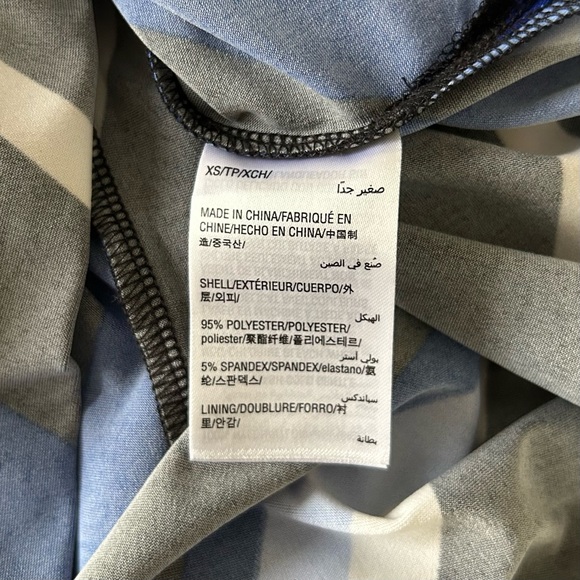 XS/TP/XCH/
صغير جدًا
MADE IN CHINA/FABRIQUÉ EN
CHINE/HECHO EN CHINA/中国制
造/중국산/
صُنع في الصين
SHELL/EXTÉRIEUR/CUERPO/外
层/외피/
الهيكل
95% POLYESTER/POLYESTER/
poliester/聚酯纤维/폴리에스테르/
بولي أستر
5% SPANDEX/SPANDEX/elastano/氨
纶/스판덱스/
سباندكس
LINING/DOUBLURE/FORRO/衬
里/안감/
بطانة